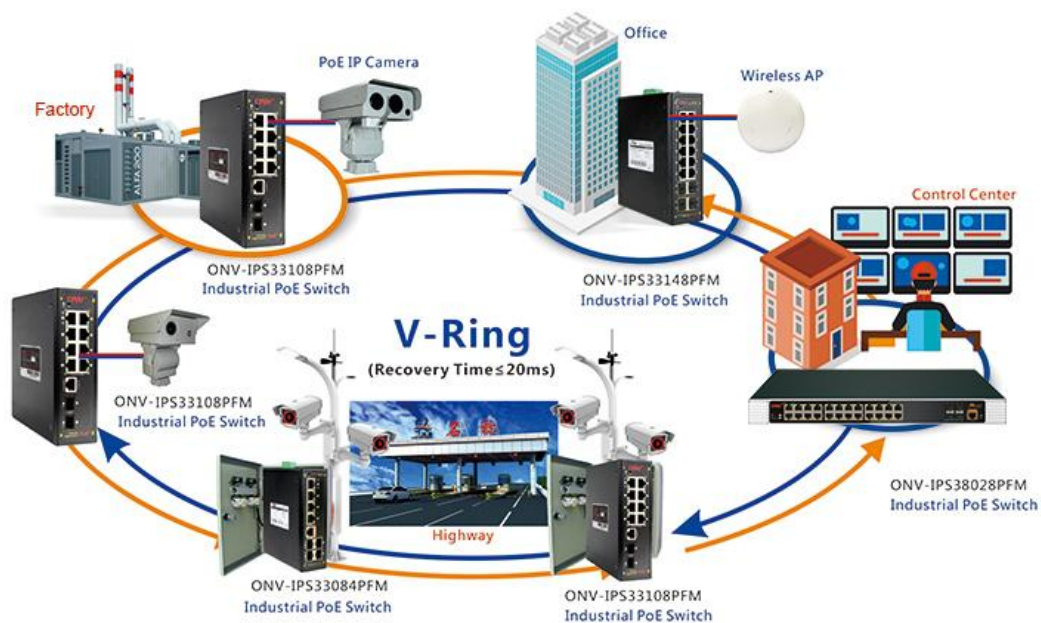 Office
PoE IP Camera
Wireless AP
Factory
ALFA 200
Control Center
ONV-IPS33108PFM
Industrial PoE Switch
ONV-IPS33148PFM
Industrial PoE Switch
V-Ring
(Recovery Time≤20ms)
ONV-IPS33108PFM
Industrial PoE Switch
ONV-IPS38028PFM
Industrial PoE Switch
Highway
ONV-IPS33084PFM
Industrial PoE Switch
ONV-IPS33108PFM
Industrial PoE Switch